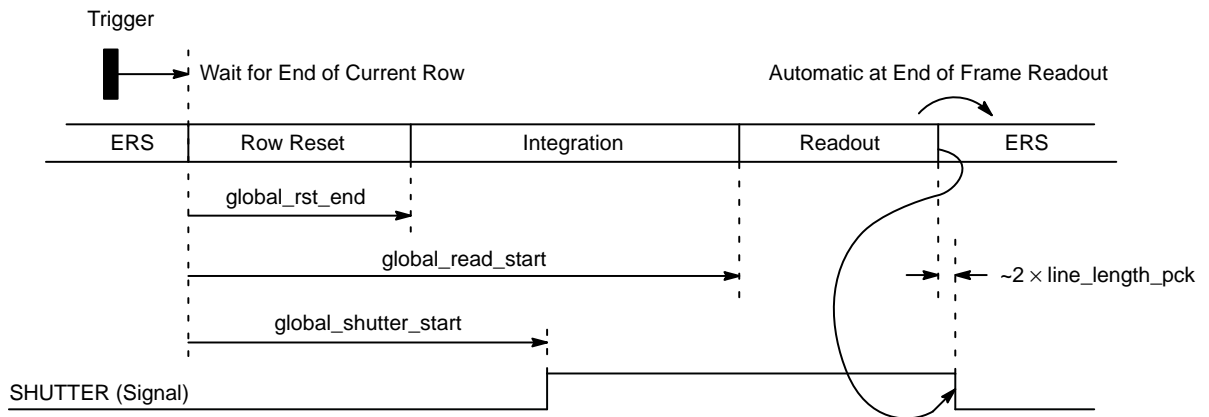 Trigger
Wait for End of Current Row
Automatic at End of Frame Readout
ERS
Row Reset
Integration
Readout
ERS
global_rst_end
global_read_start
~2 × line_length_pck
global_shutter_start
SHUTTER (Signal)